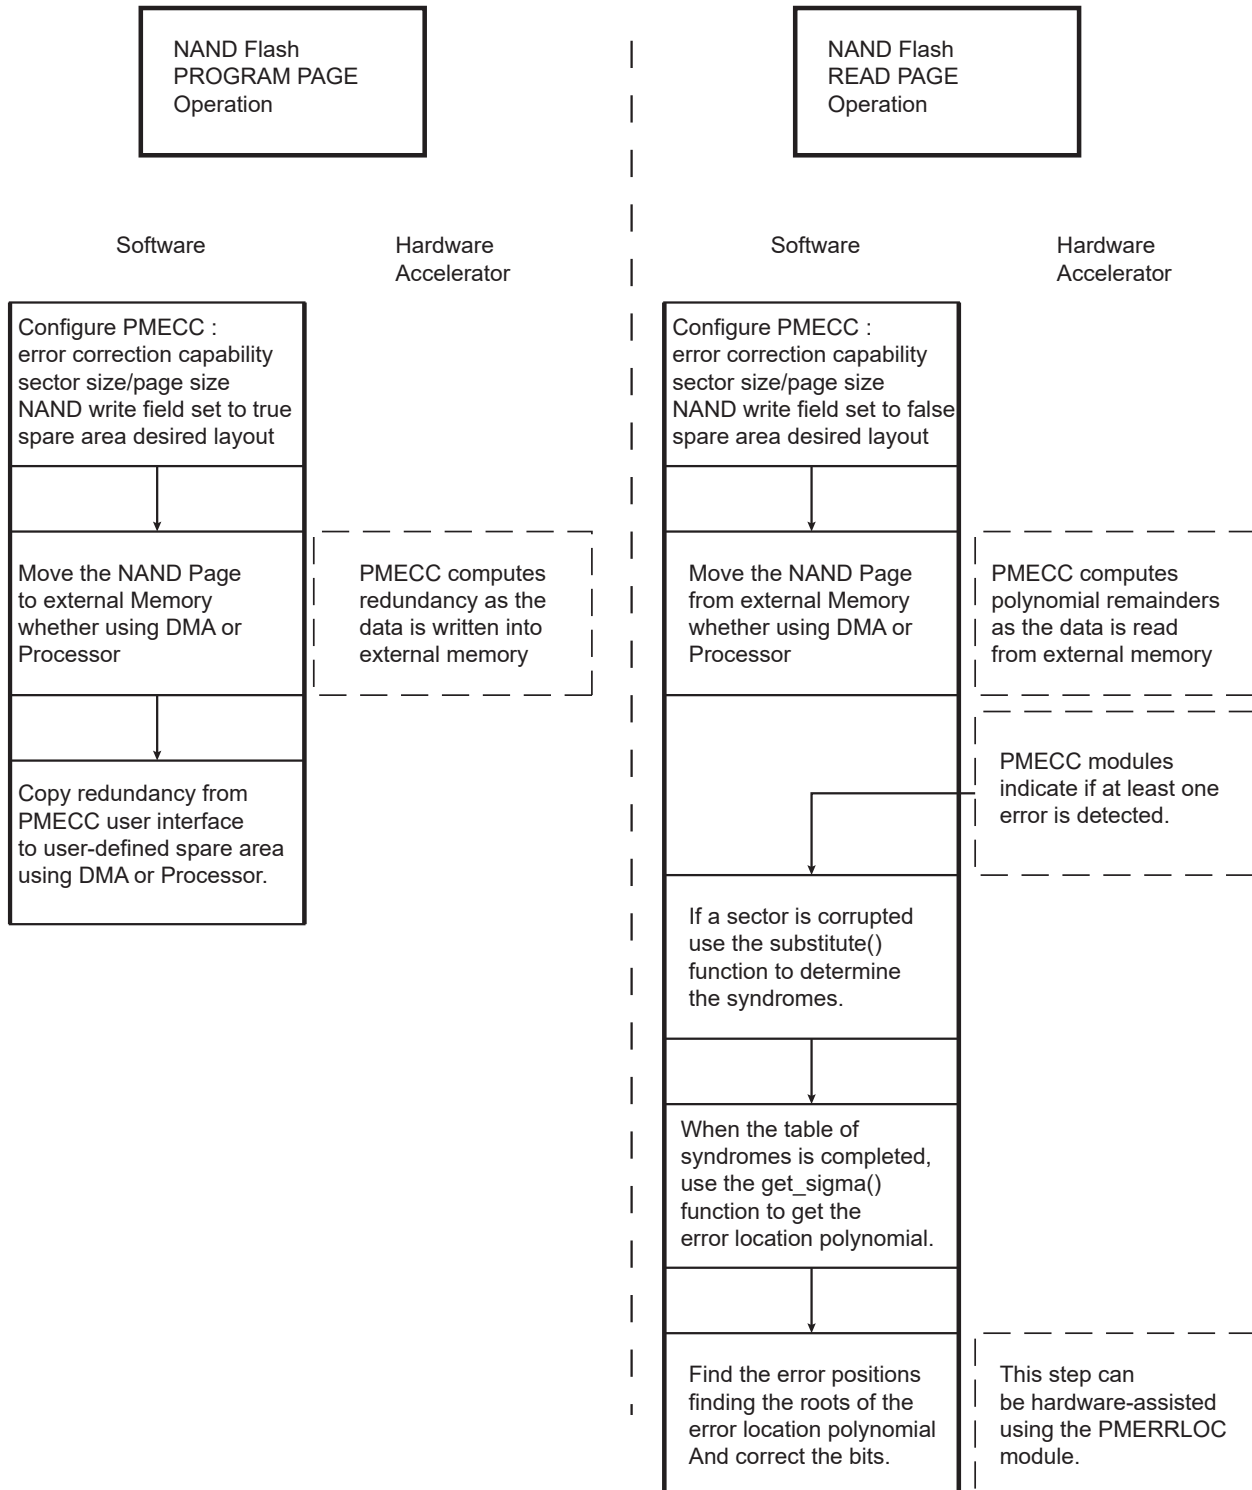 NAND Flash
PROGRAM PAGE
Operation
Software
Hardware
Accelerator
Configure PMECC :
error correction capability
sector size/page size
NAND write field set to true
spare area desired layout
Move the NAND Page
to external Memory
whether using DMA or
Processor
PMECC computes
redundancy as the
data is written into
external memory
Copy redundancy from
PMECC user interface
to user-defined spare area
using DMA or Processor.
NAND Flash
READ PAGE
Operation
Software
Hardware
Accelerator
Configure PMECC :
error correction capability
sector size/page size
NAND write field set to false
spare area desired layout
Move the NAND Page
from external Memory
whether using DMA or
Processor
PMECC computes
polynomial remainders
as the data is read
from external memory
PMECC modules
indicate if at least one
error is detected.
If a sector is corrupted
use the substitute()
function to determine
the syndromes.
When the table of
syndromes is completed,
use the get_sigma()
function to get the
error location polynomial.
Find the error positions
finding the roots of the
error location polynomial
And correct the bits.
This step can
be hardware-assisted
using the PMERRLOC
module.